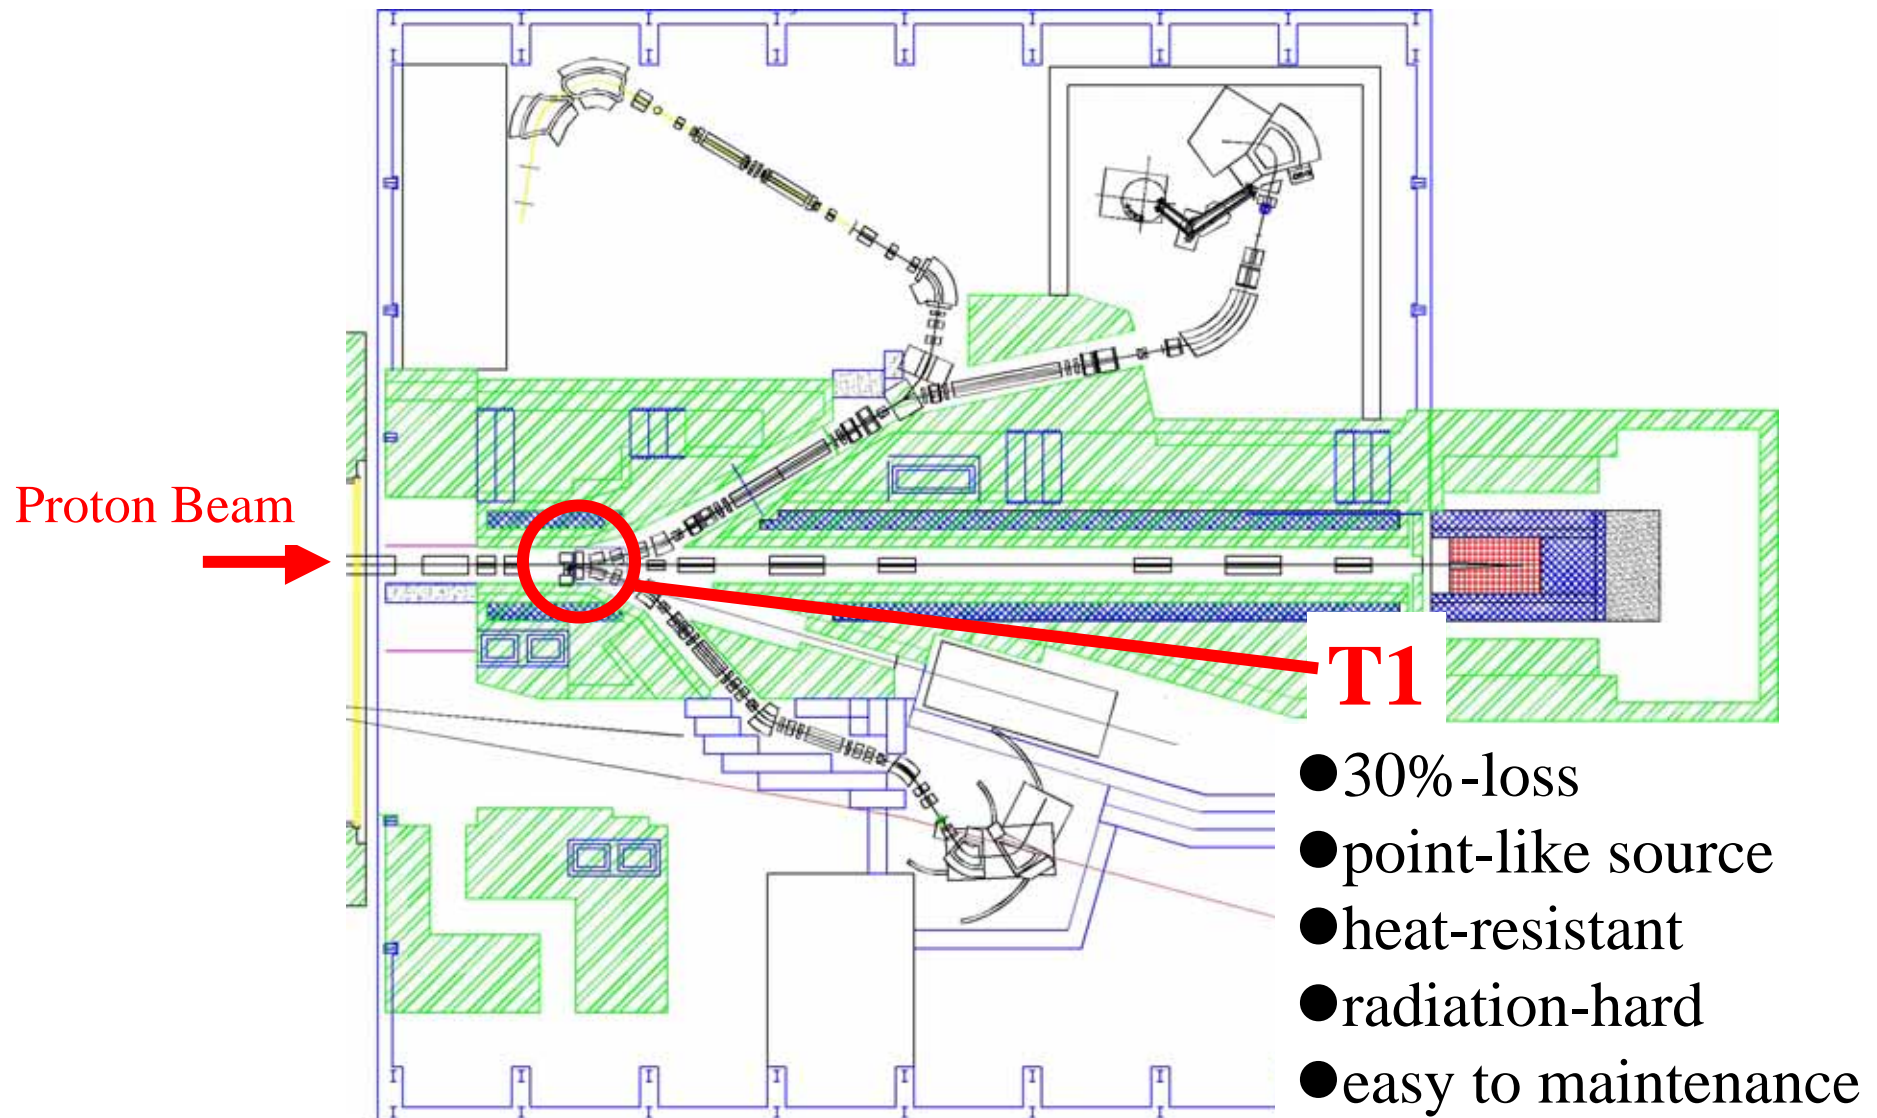 Proton Beam
T1
●30%-loss
●point-like source
●heat-resistant
●radiation-hard
●easy to maintenance